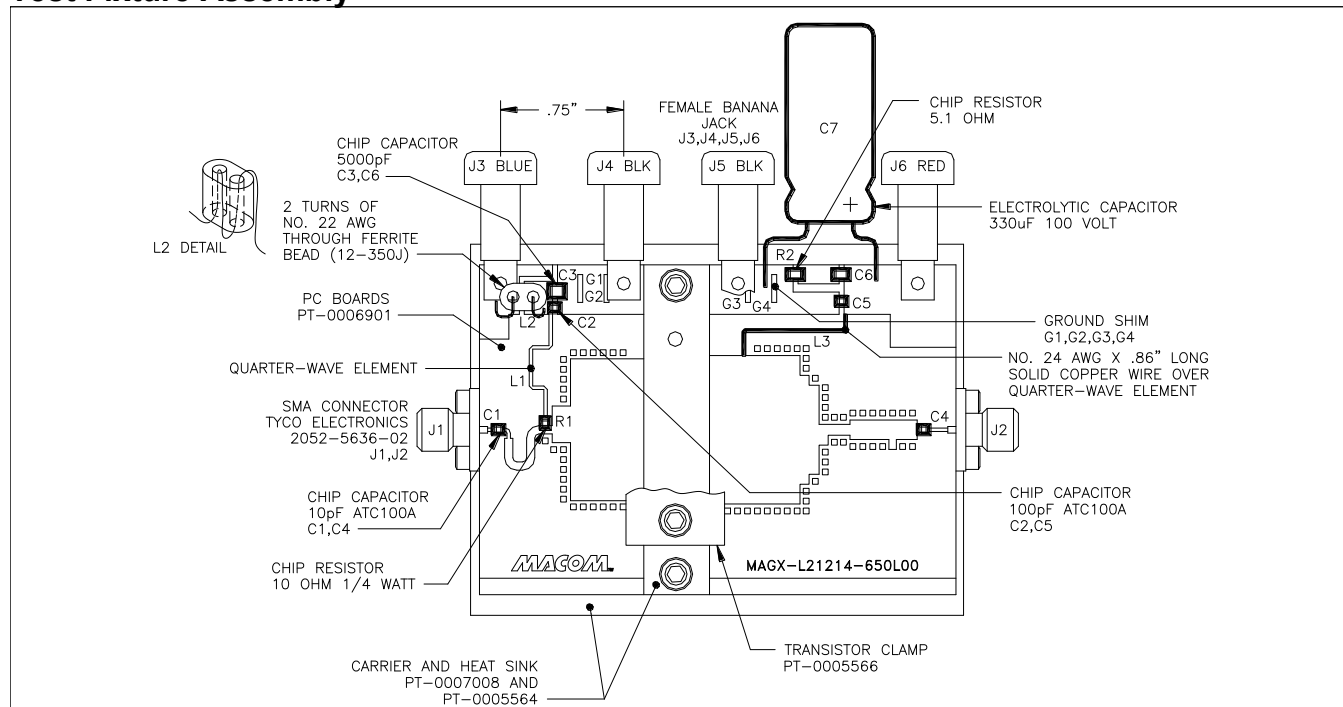 Test Fixture Assembly
.75"
FEMALE BANANA
JACK
J3,J4,J5,J6
C7
CHIP RESISTOR
5.1 OHM
CHIP CAPACITOR
5000pF
C3,C6
J3 BLUE
J4 BLK
J5 BLK
J6 RED
2 TURNS OF
NO. 22 AWG
THROUGH FERRITE
BEAD (12-350J)
L2 DETAIL
+
ELECTROLYTIC CAPACITOR
330uF 100 VOLT
C3
G1
G2
R2
C6
G3
G4
C5
L2
C2
PC BOARDS
PT-0006901
GROUND SHIM
G1,G2,G3,G4
L3
NO. 24 AWG X .86" LONG
SOLID COPPER WIRE OVER
QUARTER-WAVE ELEMENT
QUARTER-WAVE ELEMENT
L1
SMA CONNECTOR
TYCO ELECTRONICS
2052-5636-02
J1,J2
J1
C1
R1
C4
J2
CHIP CAPACITOR
10pF ATC100A
C1,C4
CHIP CAPACITOR
100pF ATC100A
C2,C5
CHIP RESISTOR
10 OHM 1/4 WATT
MACOM
MAGX-L21214-650L00
TRANSISTOR CLAMP
PT-0005566
CARRIER AND HEAT SINK
PT-0007008 AND
PT-0005564